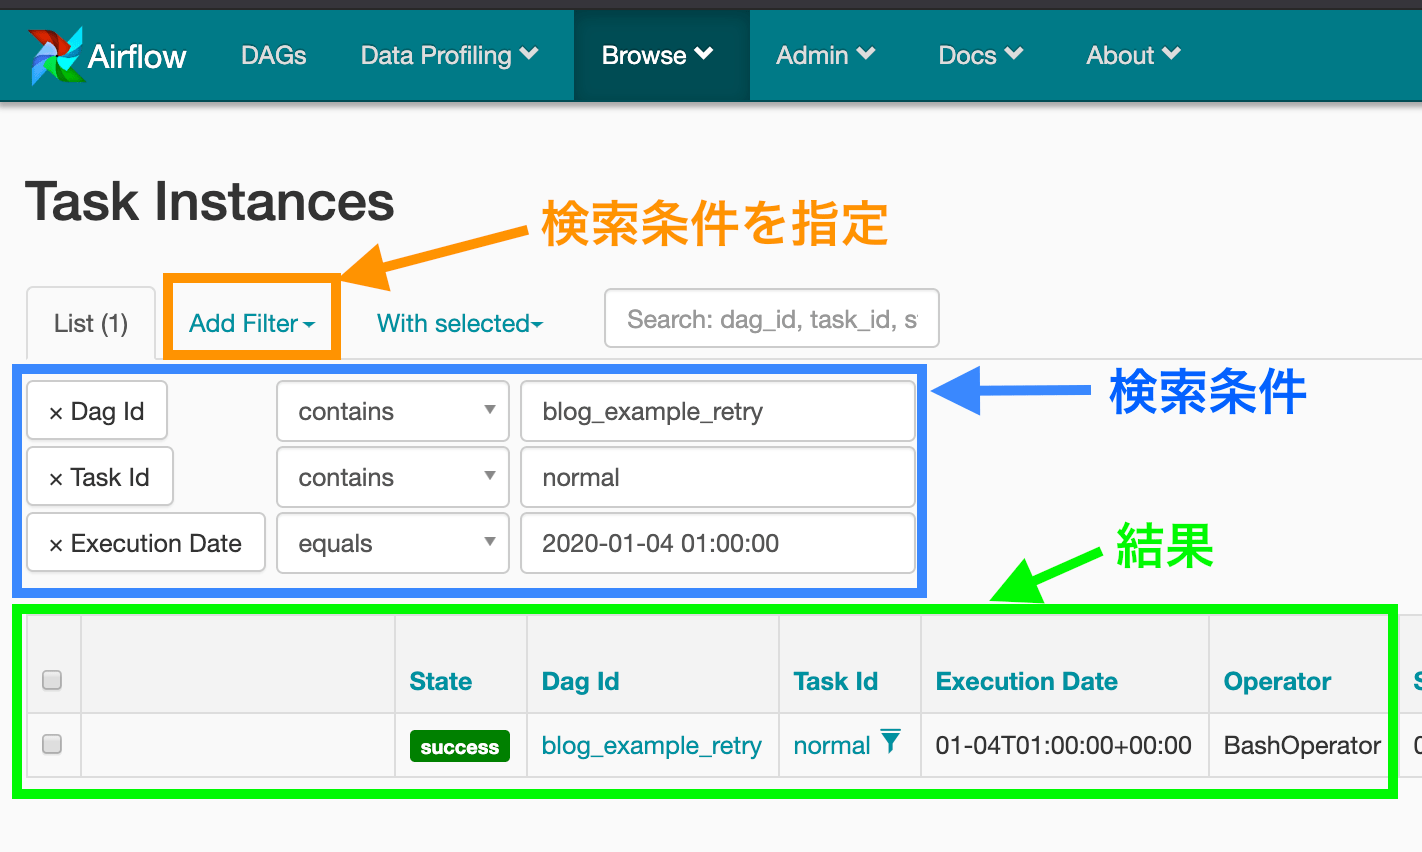 Airflow DAGs Data Profiling Browse Admin Docs About
Task Instances
検索条件を指定
List (1) Add Filter With selected Search: dag_id, task_id, s
検索条件
× Dag Id contains blog_example_retry
× Task Id contains normal
× Execution Date equals 2020-01-04 01:00:00
結果
State Dag Id Task Id Execution Date Operator
success blog_example_retry normal 01-04T01:00:00+00:00 BashOperator